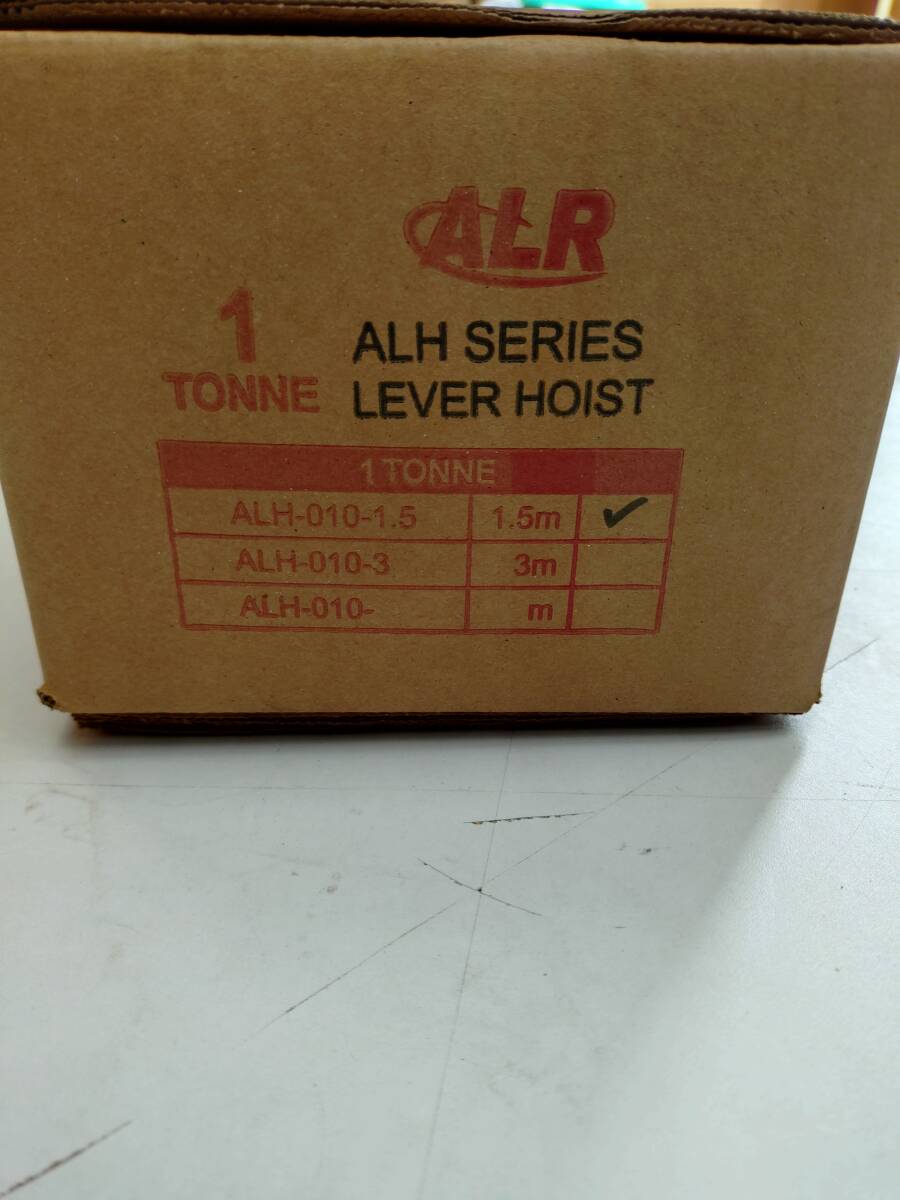 ALR
1
TONNE
ALH SERIES
LEVER HOIST
1 TONNE
ALH-010-1.5 1.5m ✓
ALH-010-3 3m
ALH-010- m